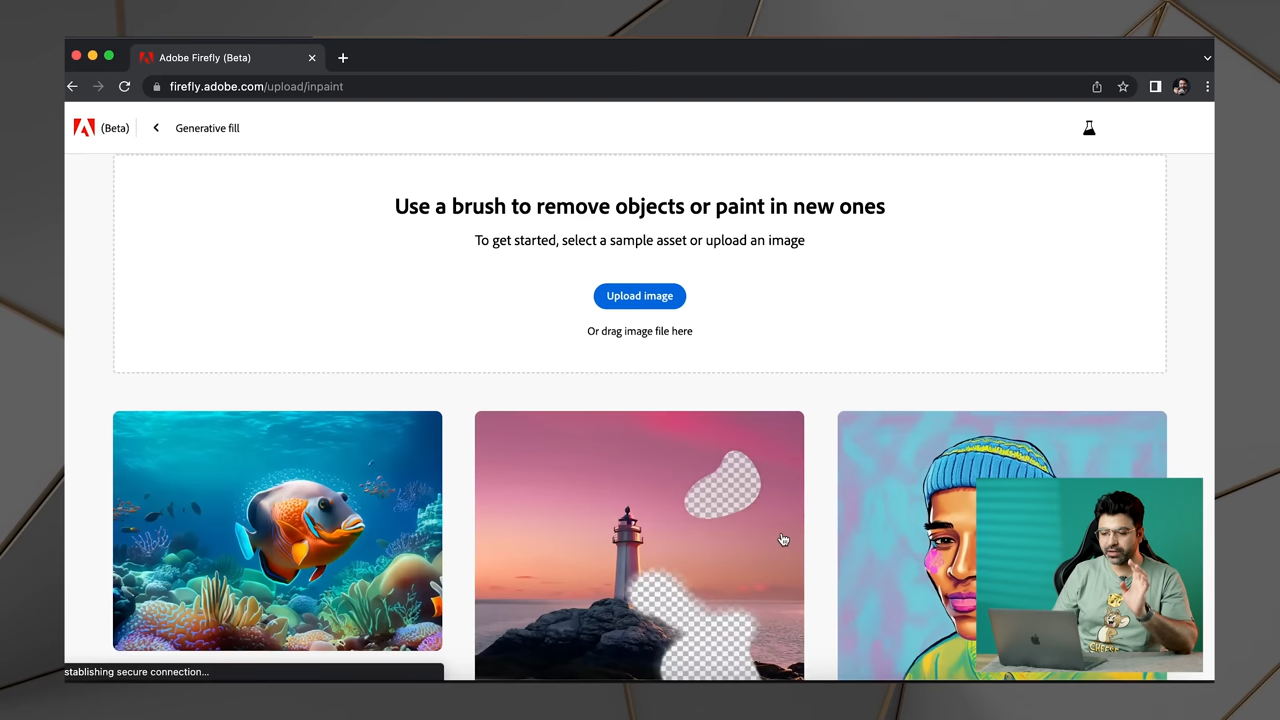 Adobe Firefly (Beta)
firefly.adobe.com/upload/inpaint
(Beta)
Generative fill
Use a brush to remove objects or paint in new ones
To get started, select a sample asset or upload an image
Upload image
Or drag image file here
CHEESE
stablishing secure connection...